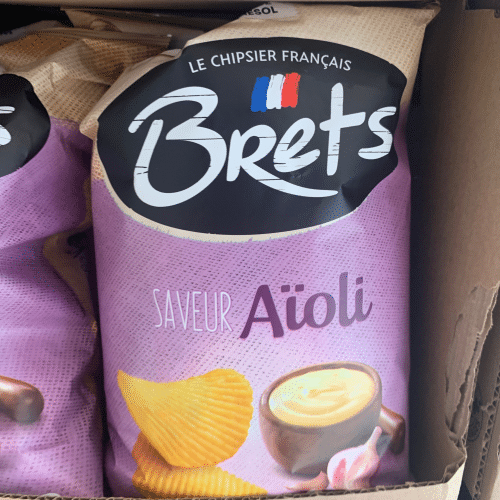 LE CHIPSIER FRANÇAIS
Brets
SAVEUR Aïoli